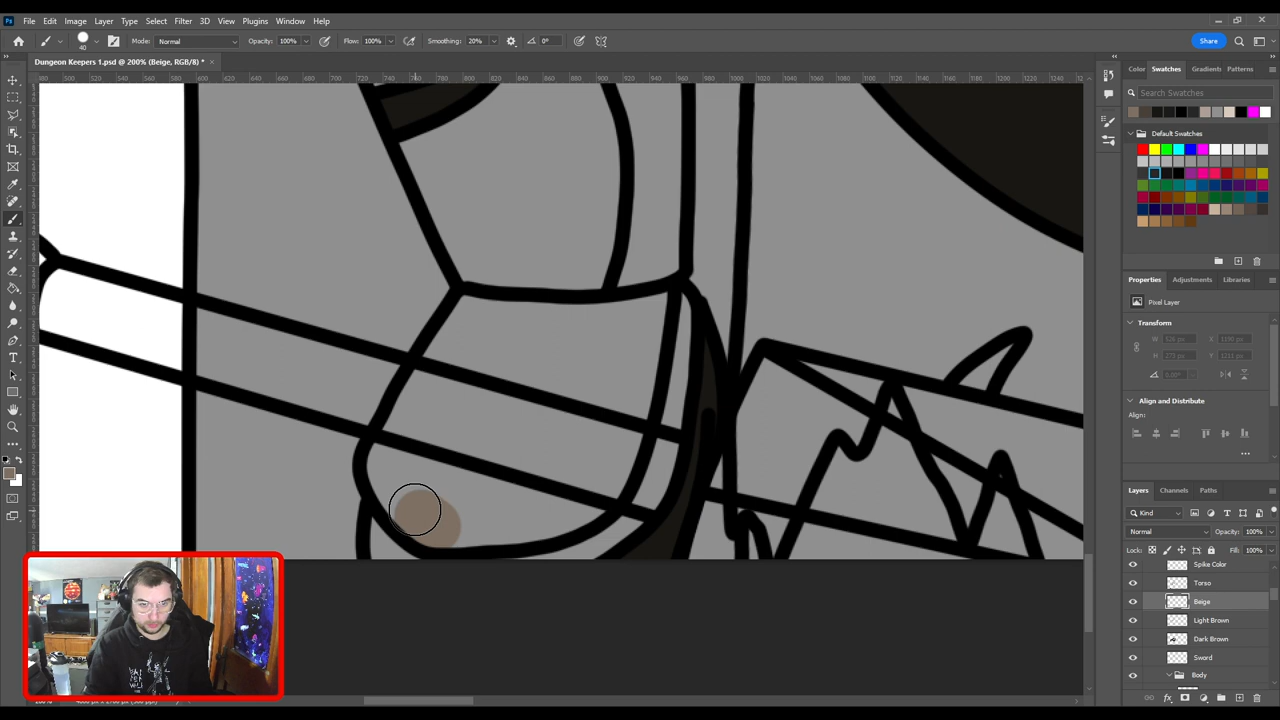 File Edit Image Layer Type Select Filter 3D View Plugins Window Help
40 Mode: Normal Opacity: 100% Flow: 100% Smoothing: 20% 0° Share
Dungeon Keepers 1.psd @ 200% (Beige, RGB/8) *
Color Swatches Gradients Patterns
Search Swatches
Default Swatches
Properties Adjustments Libraries
Pixel Layer
Transform
Align and Distribute
Align:
Layers Channels Paths
Kind
Normal Opacity: 100%
Lock: Fill: 100%
Spike Color
Torso
Beige
Light Brown
Dark Brown
Sword
Body